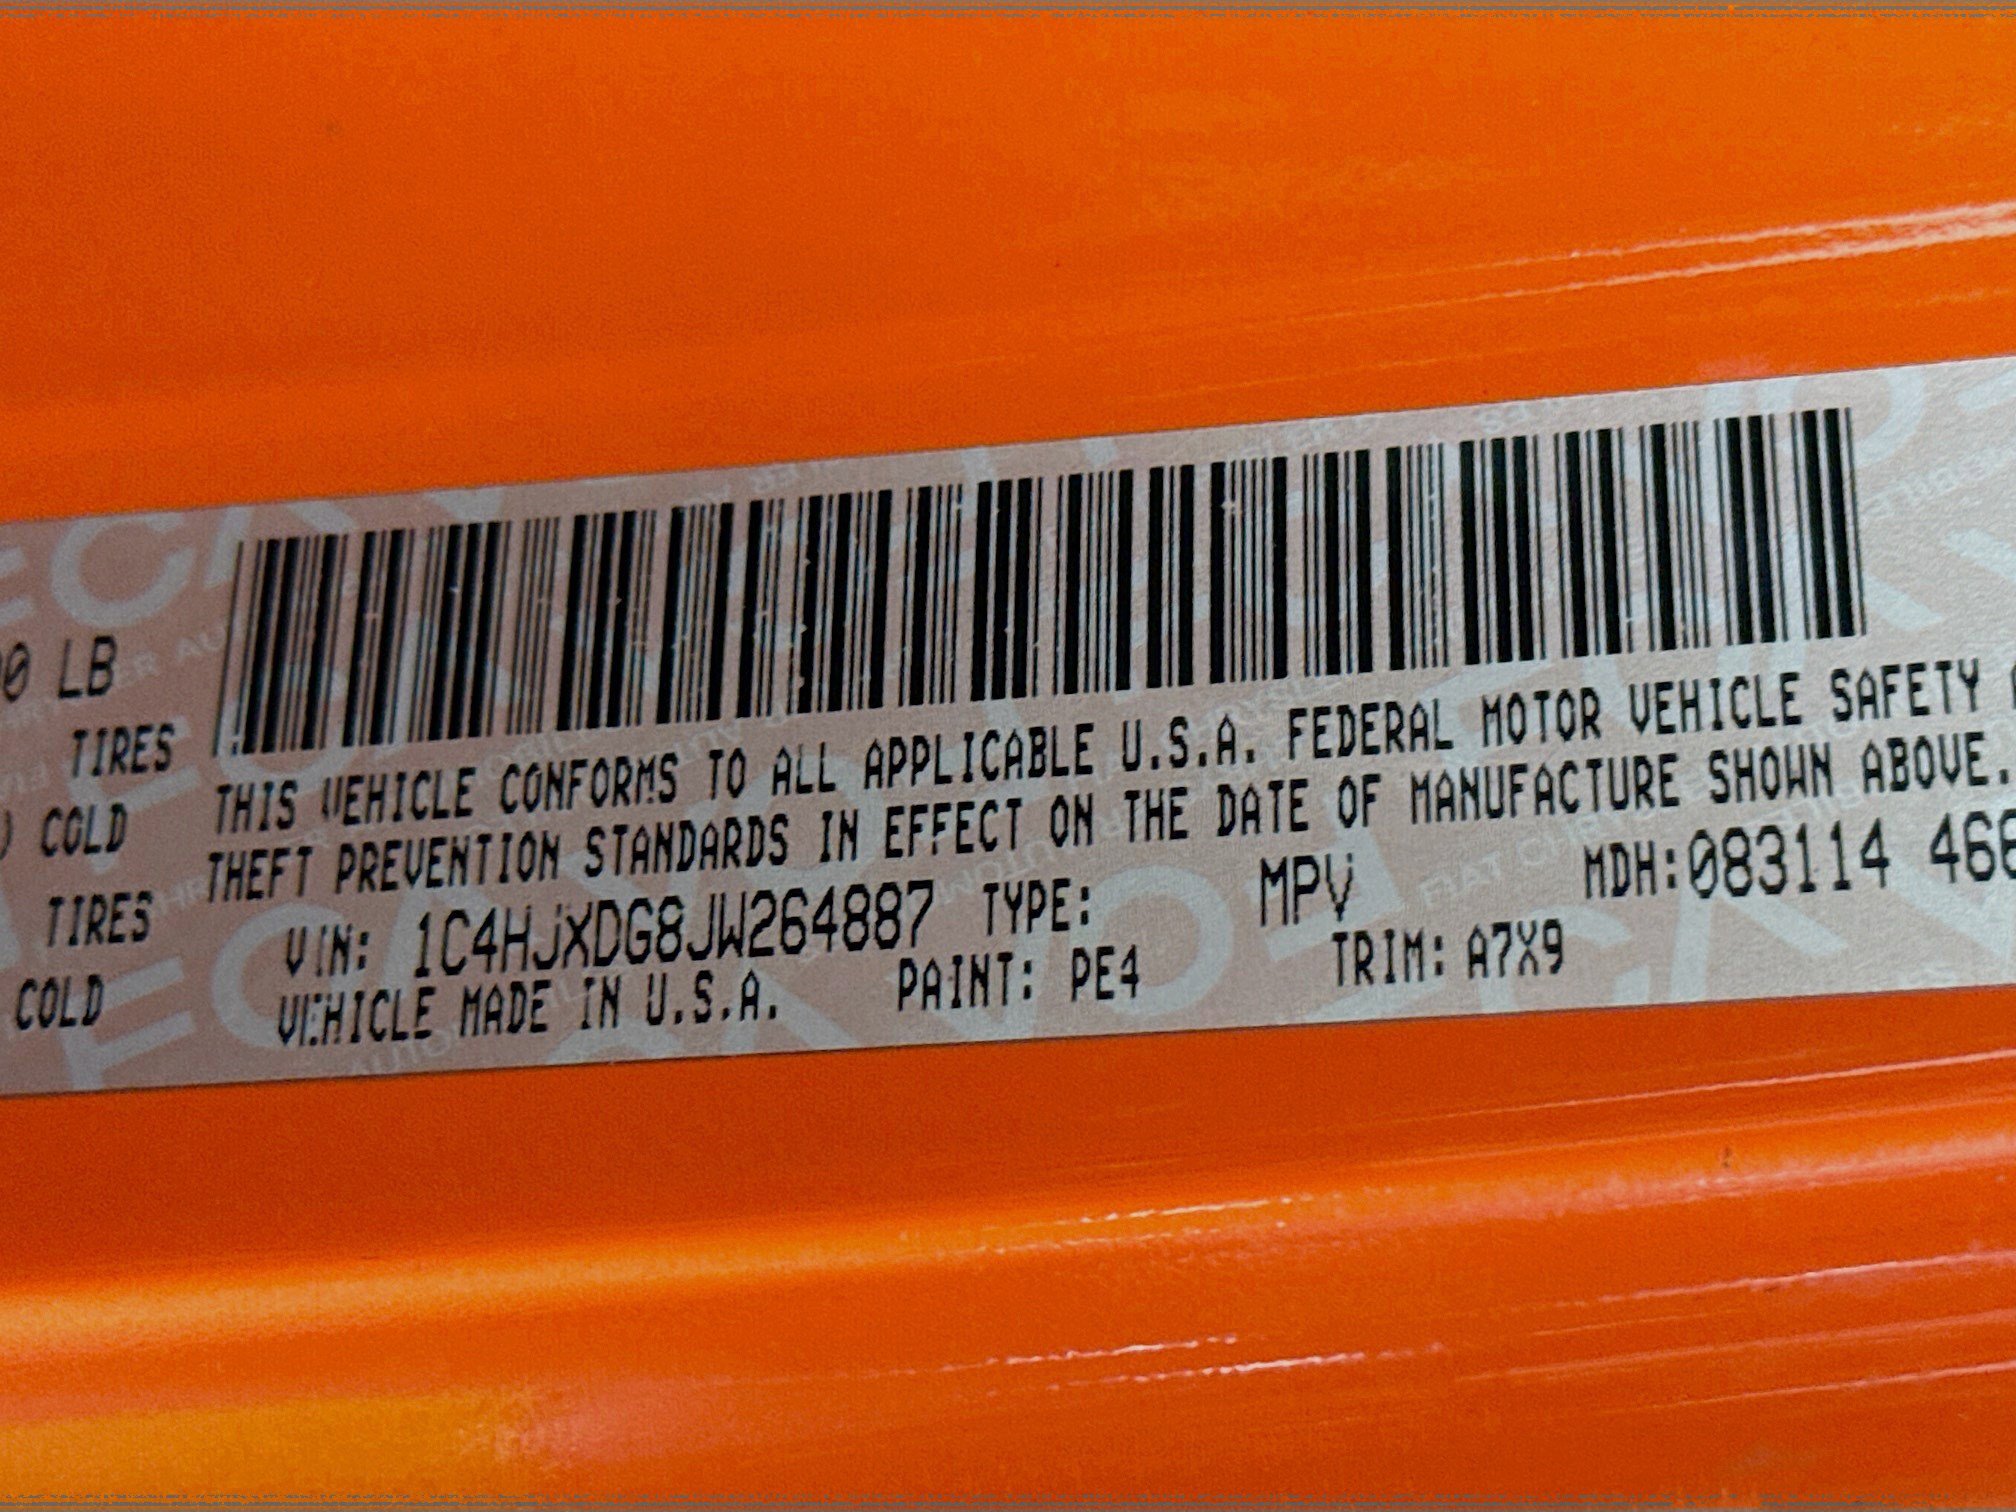 LB
TIRES
COLD
TIRES
COLD
THIS VEHICLE CONFORMS TO ALL APPLICABLE U.S.A. FEDERAL MOTOR VEHICLE SAFETY
THEFT PREVENTION STANDARDS IN EFFECT ON THE DATE OF MANUFACTURE SHOWN ABOVE.
VIN: 1C4HJXDG8JW264887 TYPE: MPV MDH:083114
VEHICLE MADE IN U.S.A. PAINT: PE4 TRIM: A7X9